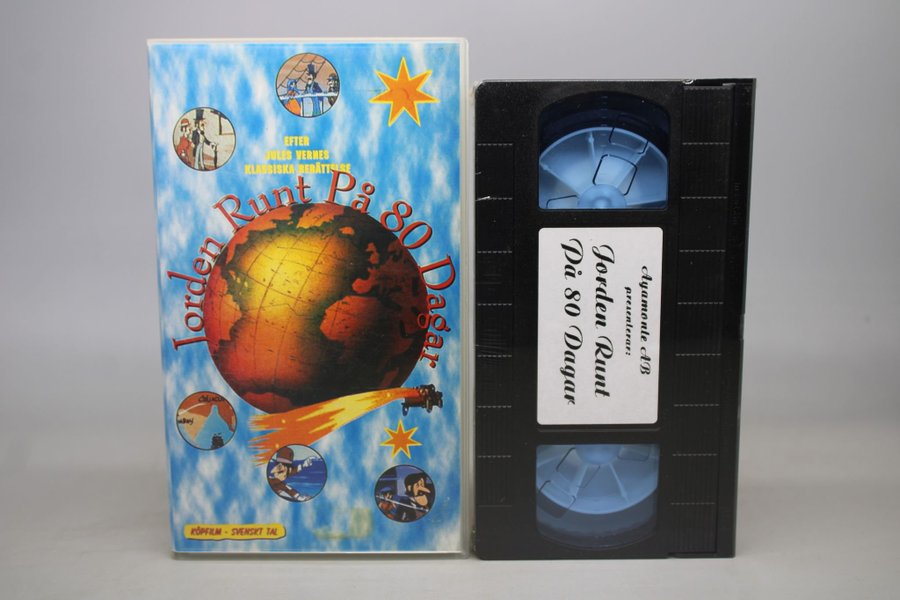 EFTER
JULES VERNES
KLASSISKA BERÄTTELSE
Jorden Runt På 80 Dagar
KÖPFILM - SVENSKT TAL
Ayamonte AB
presenterar:
Jorden Runt
På 80 Dagar